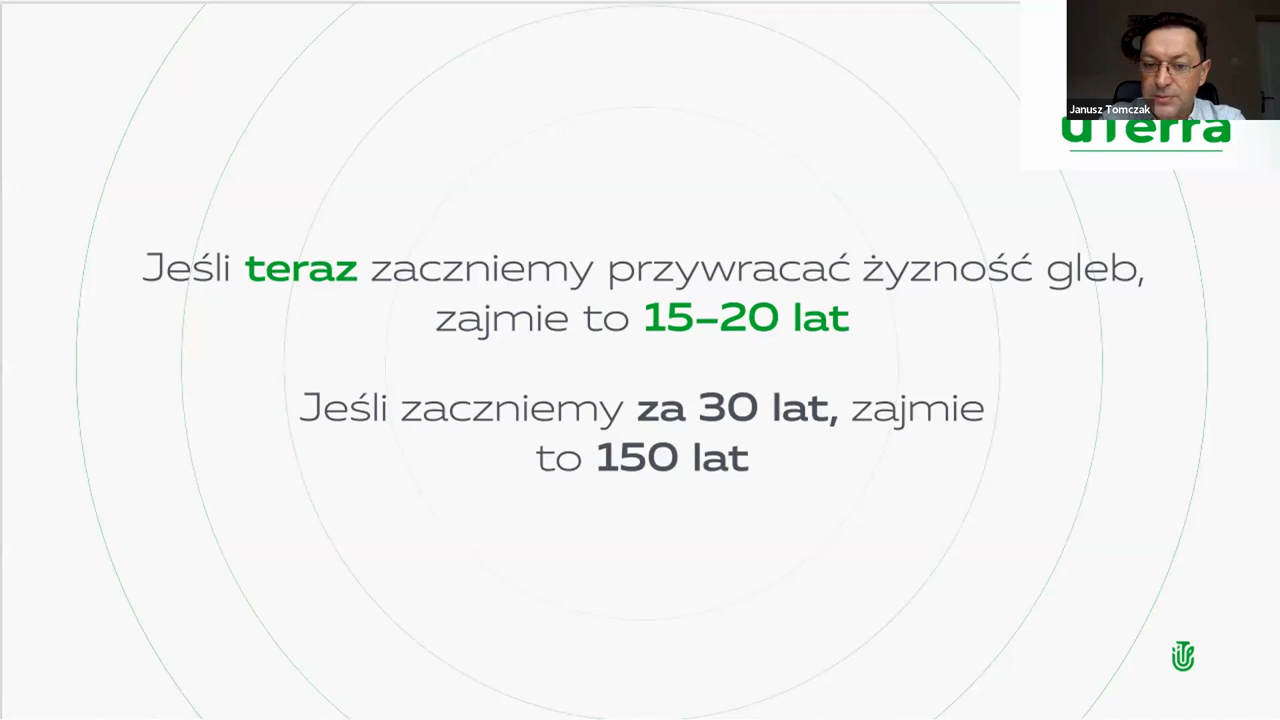 Janusz Tomczak
uTerra
Jeśli teraz zaczniemy przywracać żyzność gleb,
zajmie to 15–20 lat
Jeśli zaczniemy za 30 lat, zajmie
to 150 lat